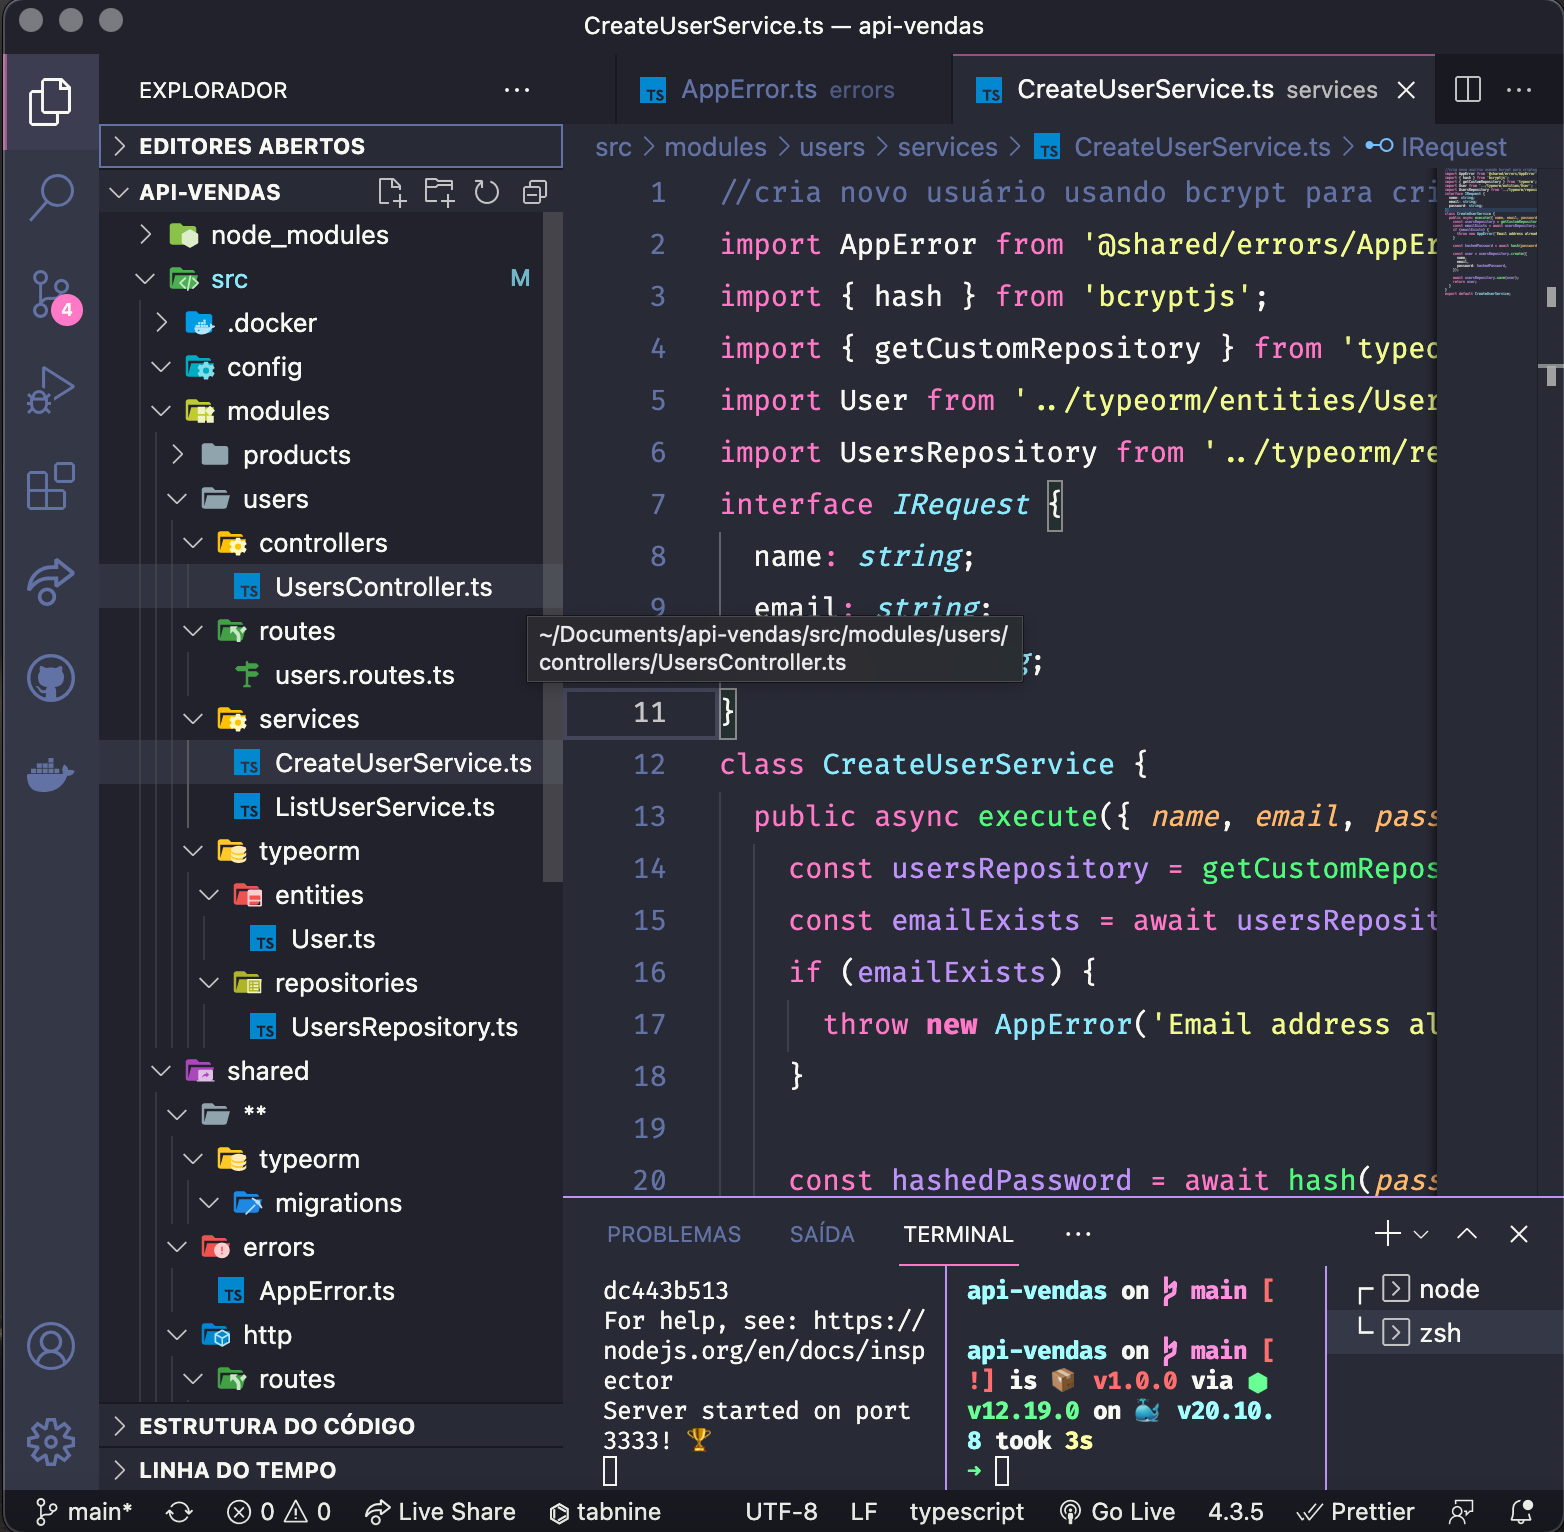 CreateUserService.ts — api-vendas
EXPLORADOR
AppError.ts errors
CreateUserService.ts services
EDITORES ABERTOS
src > modules > users > services > TS CreateUserService.ts > IRequest
API-VENDAS
node_modules
src M
.docker
config
modules
products
users
controllers
TS UsersController.ts
routes
users.routes.ts
services
TS CreateUserService.ts
TS ListUserService.ts
typeorm
entities
TS User.ts
repositories
TS UsersRepository.ts
shared
**
typeorm
migrations
errors
TS AppError.ts
http
routes
ESTRUTURA DO CÓDIGO
LINHA DO TEMPO
4
1 //cria novo usuário usando bcrypt para cri
2 import AppError from '@shared/errors/AppEr
3 import { hash } from 'bcryptjs';
4 import { getCustomRepository } from 'typeo
5 import User from '../typeorm/entities/User
6 import UsersRepository from '../typeorm/re
7 interface IRequest {
8 name: string;
9 email: string;
~/Documents/api-vendas/src/modules/users/
controllers/UsersController.ts
g;
11 }
12 class CreateUserService {
13 public async execute({ name, email, pass
14 const usersRepository = getCustomRepos
15 const emailExists = await usersReposit
16 if (emailExists) {
17 throw new AppError('Email address al
18 }
19
20 const hashedPassword = await hash(pass
PROBLEMAS SAÍDA TERMINAL
dc443b513
For help, see: https://
nodejs.org/en/docs/insp
ector
Server started on port
3333! 🏆
api-vendas on main [
api-vendas on main [
!] is 📦 v1.0.0 via ⬢
v12.19.0 on 🐳 v20.10.
8 took 3s
➜
node
zsh
main* 0 0 Live Share tabnine UTF-8 LF typescript Go Live 4.3.5 Prettier